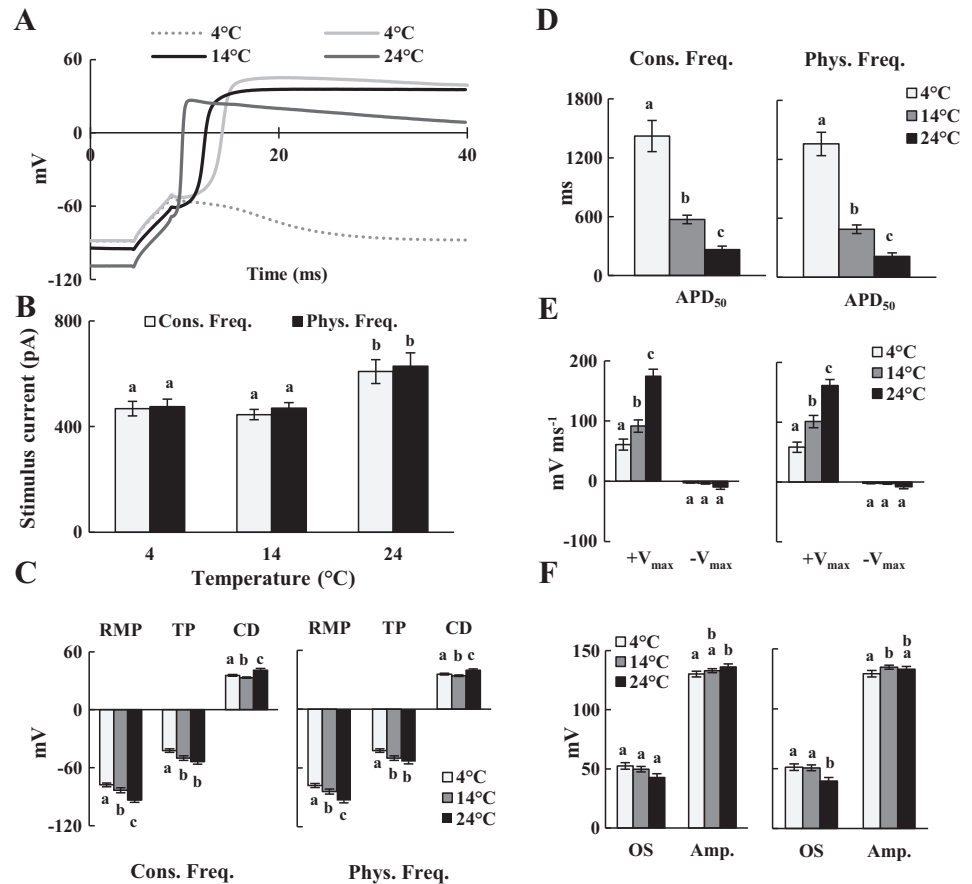 A
4°C 4°C
14°C 24°C
60
0
-60
-120
mV
0 20 40
Time (ms)
B
Cons. Freq. Phys. Freq.
800
400
0
Stimulus current (pA)
a a a a b b
4 14 24
Temperature (°C)
C
RMP TP CD RMP TP CD
60
0
-60
-120
mV
a b c a b c
a b c a b b a b c a b b
4°C
14°C
24°C
Cons. Freq. Phys. Freq.
D
Cons. Freq. Phys. Freq.
4°C
14°C
24°C
1800
1200
600
0
ms
a b c a b c
APD50 APD50
E
4°C
14°C
24°C
200
100
0
-100
mV ms-1
a b c a b c
a a a a a a
+Vmax -Vmax +Vmax -Vmax
F
4°C
14°C
24°C
150
100
50
0
mV
b b
a a b a b a
a a a a a b
OS Amp. OS Amp.